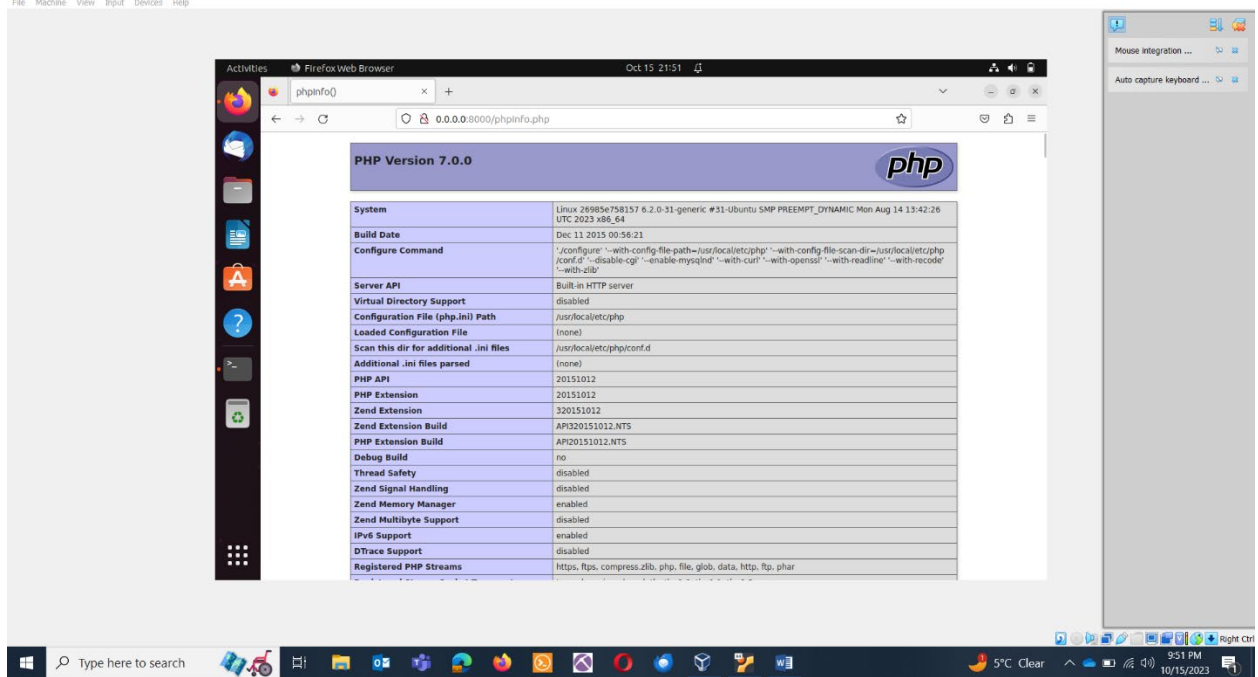 File Machine View Input Devices Help
Mouse integration ...
Auto capture keyboard ...
Activities Firefox Web Browser Oct 15 21:51
phpinfo() × +
0.0.0.0:8000/phpinfo.php
PHP Version 7.0.0 php
System Linux 26985e758157 6.2.0-31-generic #31-Ubuntu SMP PREEMPT_DYNAMIC Mon Aug 14 13:42:26
UTC 2023 x86_64
Build Date Dec 11 2015 00:56:21
Configure Command './configure' '--with-config-file-path=/usr/local/etc/php' '--with-config-file-scan-dir=/usr/local/etc/php
/conf.d' '--disable-cgi' '--enable-mysqlnd' '--with-curl' '--with-openssl' '--with-readline' '--with-recode'
'--with-zlib'
Server API Built-in HTTP server
Virtual Directory Support disabled
Configuration File (php.ini) Path /usr/local/etc/php
Loaded Configuration File (none)
Scan this dir for additional .ini files /usr/local/etc/php/conf.d
Additional .ini files parsed (none)
PHP API 20151012
PHP Extension 20151012
Zend Extension 320151012
Zend Extension Build API320151012,NTS
PHP Extension Build API20151012,NTS
Debug Build no
Thread Safety disabled
Zend Signal Handling disabled
Zend Memory Manager enabled
Zend Multibyte Support disabled
IPv6 Support enabled
DTrace Support disabled
Registered PHP Streams https, ftps, compress.zlib, php, file, glob, data, http, ftp, phar
Right Ctrl
Type here to search
5°C Clear
9:51 PM
10/15/2023